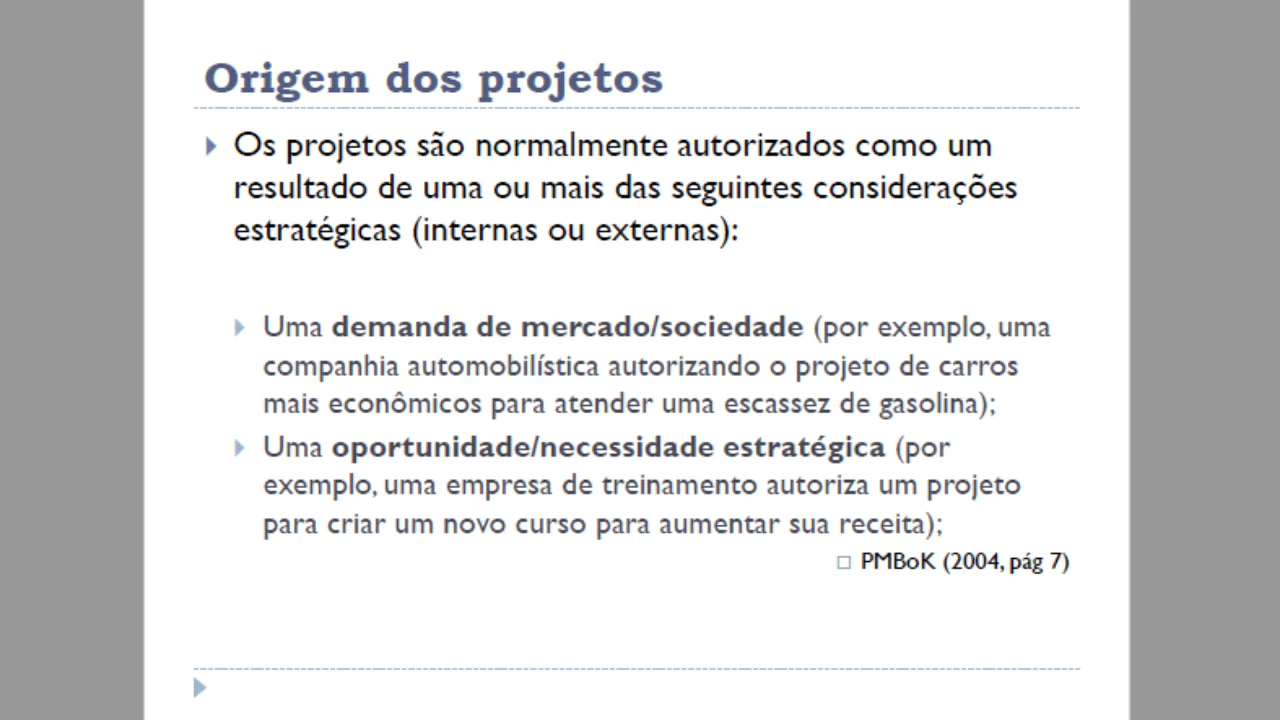 Origem dos projetos
Os projetos são normalmente autorizados como um
resultado de uma ou mais das seguintes considerações
estratégicas (internas ou externas):
Uma demanda de mercado/sociedade (por exemplo, uma
companhia automobilística autorizando o projeto de carros
mais econômicos para atender uma escassez de gasolina);
Uma oportunidade/necessidade estratégica (por
exemplo, uma empresa de treinamento autoriza um projeto
para criar um novo curso para aumentar sua receita);
PMBoK (2004, pág 7)